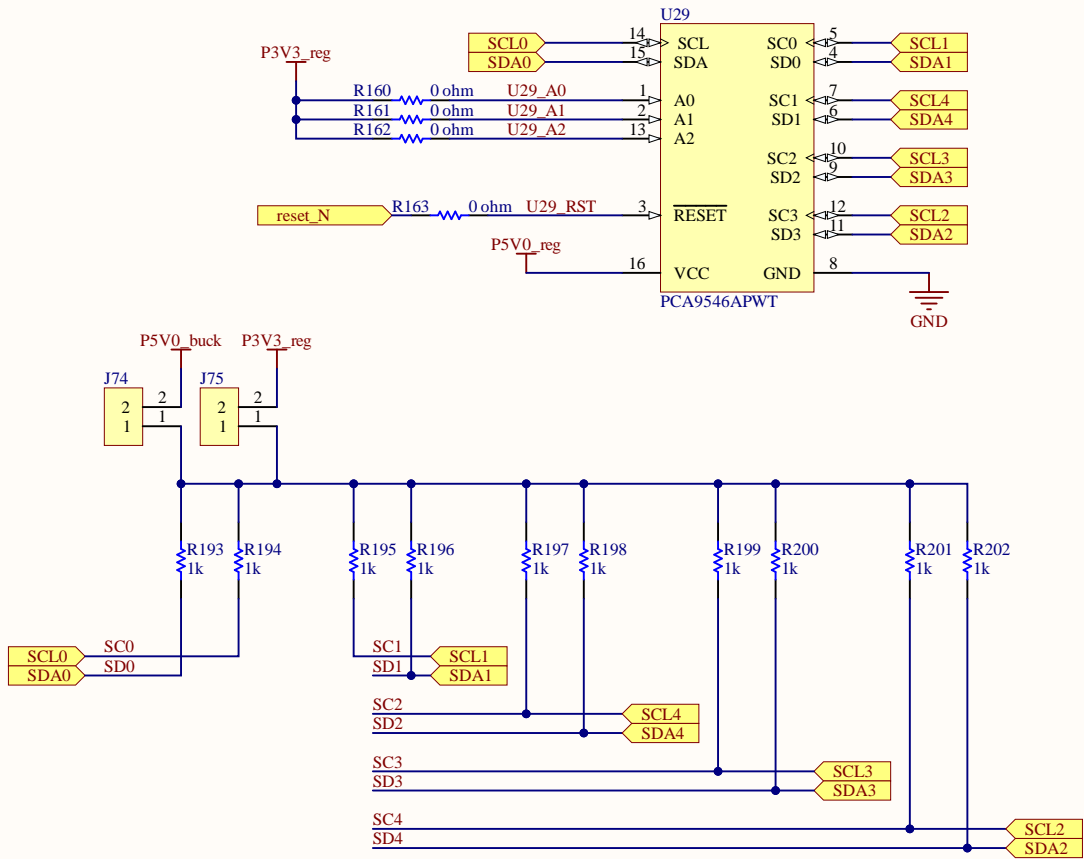 U29
P3V3_reg
SCL0 14 SCL SC0 5 SCL1
SDA0 15 SDA SD0 4 SDA1
R160 0 ohm U29_A0 1 A0 SC1 7 SCL4
R161 0 ohm U29_A1 2 A1 SD1 6 SDA4
R162 0 ohm U29_A2 13 A2
SC2 10 SCL3
SD2 9 SDA3
reset_N R163 0 ohm U29_RST 3 RESET SC3 12 SCL2
SD3 11 SDA2
P5V0_reg
16 VCC GND 8
PCA9546APWT
GND
P5V0_buck P3V3_reg
J74 J75
2 2 2 2
1 1 1 1
R193 R194 R195 R196 R197 R198 R199 R200 R201 R202
1k 1k 1k 1k 1k 1k 1k 1k 1k 1k
SCL0 SC0 SC1 SCL1
SDA0 SD0 SD1 SDA1
SC2 SCL4
SD2 SDA4
SC3 SCL3
SD3 SDA3
SC4 SCL2
SD4 SDA2